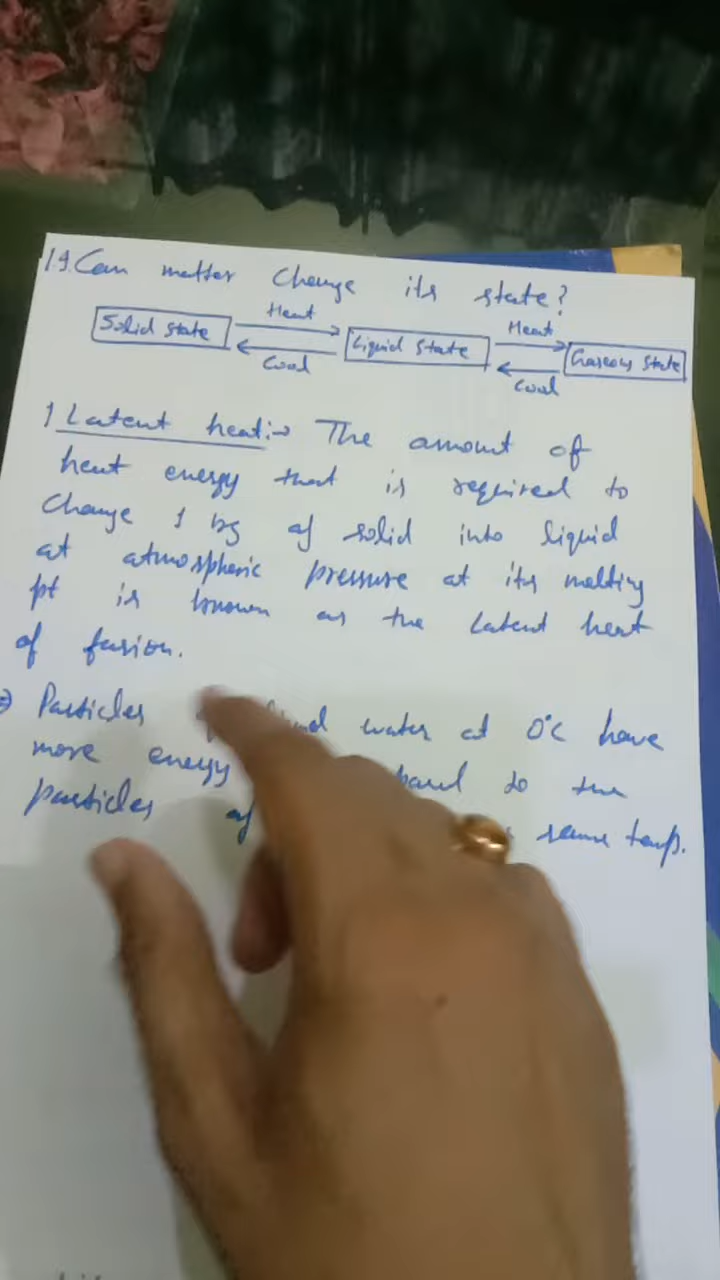 19. Can matter change its state?
Solid state Heat Cool Liquid state Heat Cool Gaseous state
1 Latent heat:→ The amount of
heat energy that is required to
change 1 kg of solid into liquid
at atmospheric pressure at its melting
pt is known as the latent heat
of fusion.
Particles water at 0°C have
more energy to the
particles of same temp.